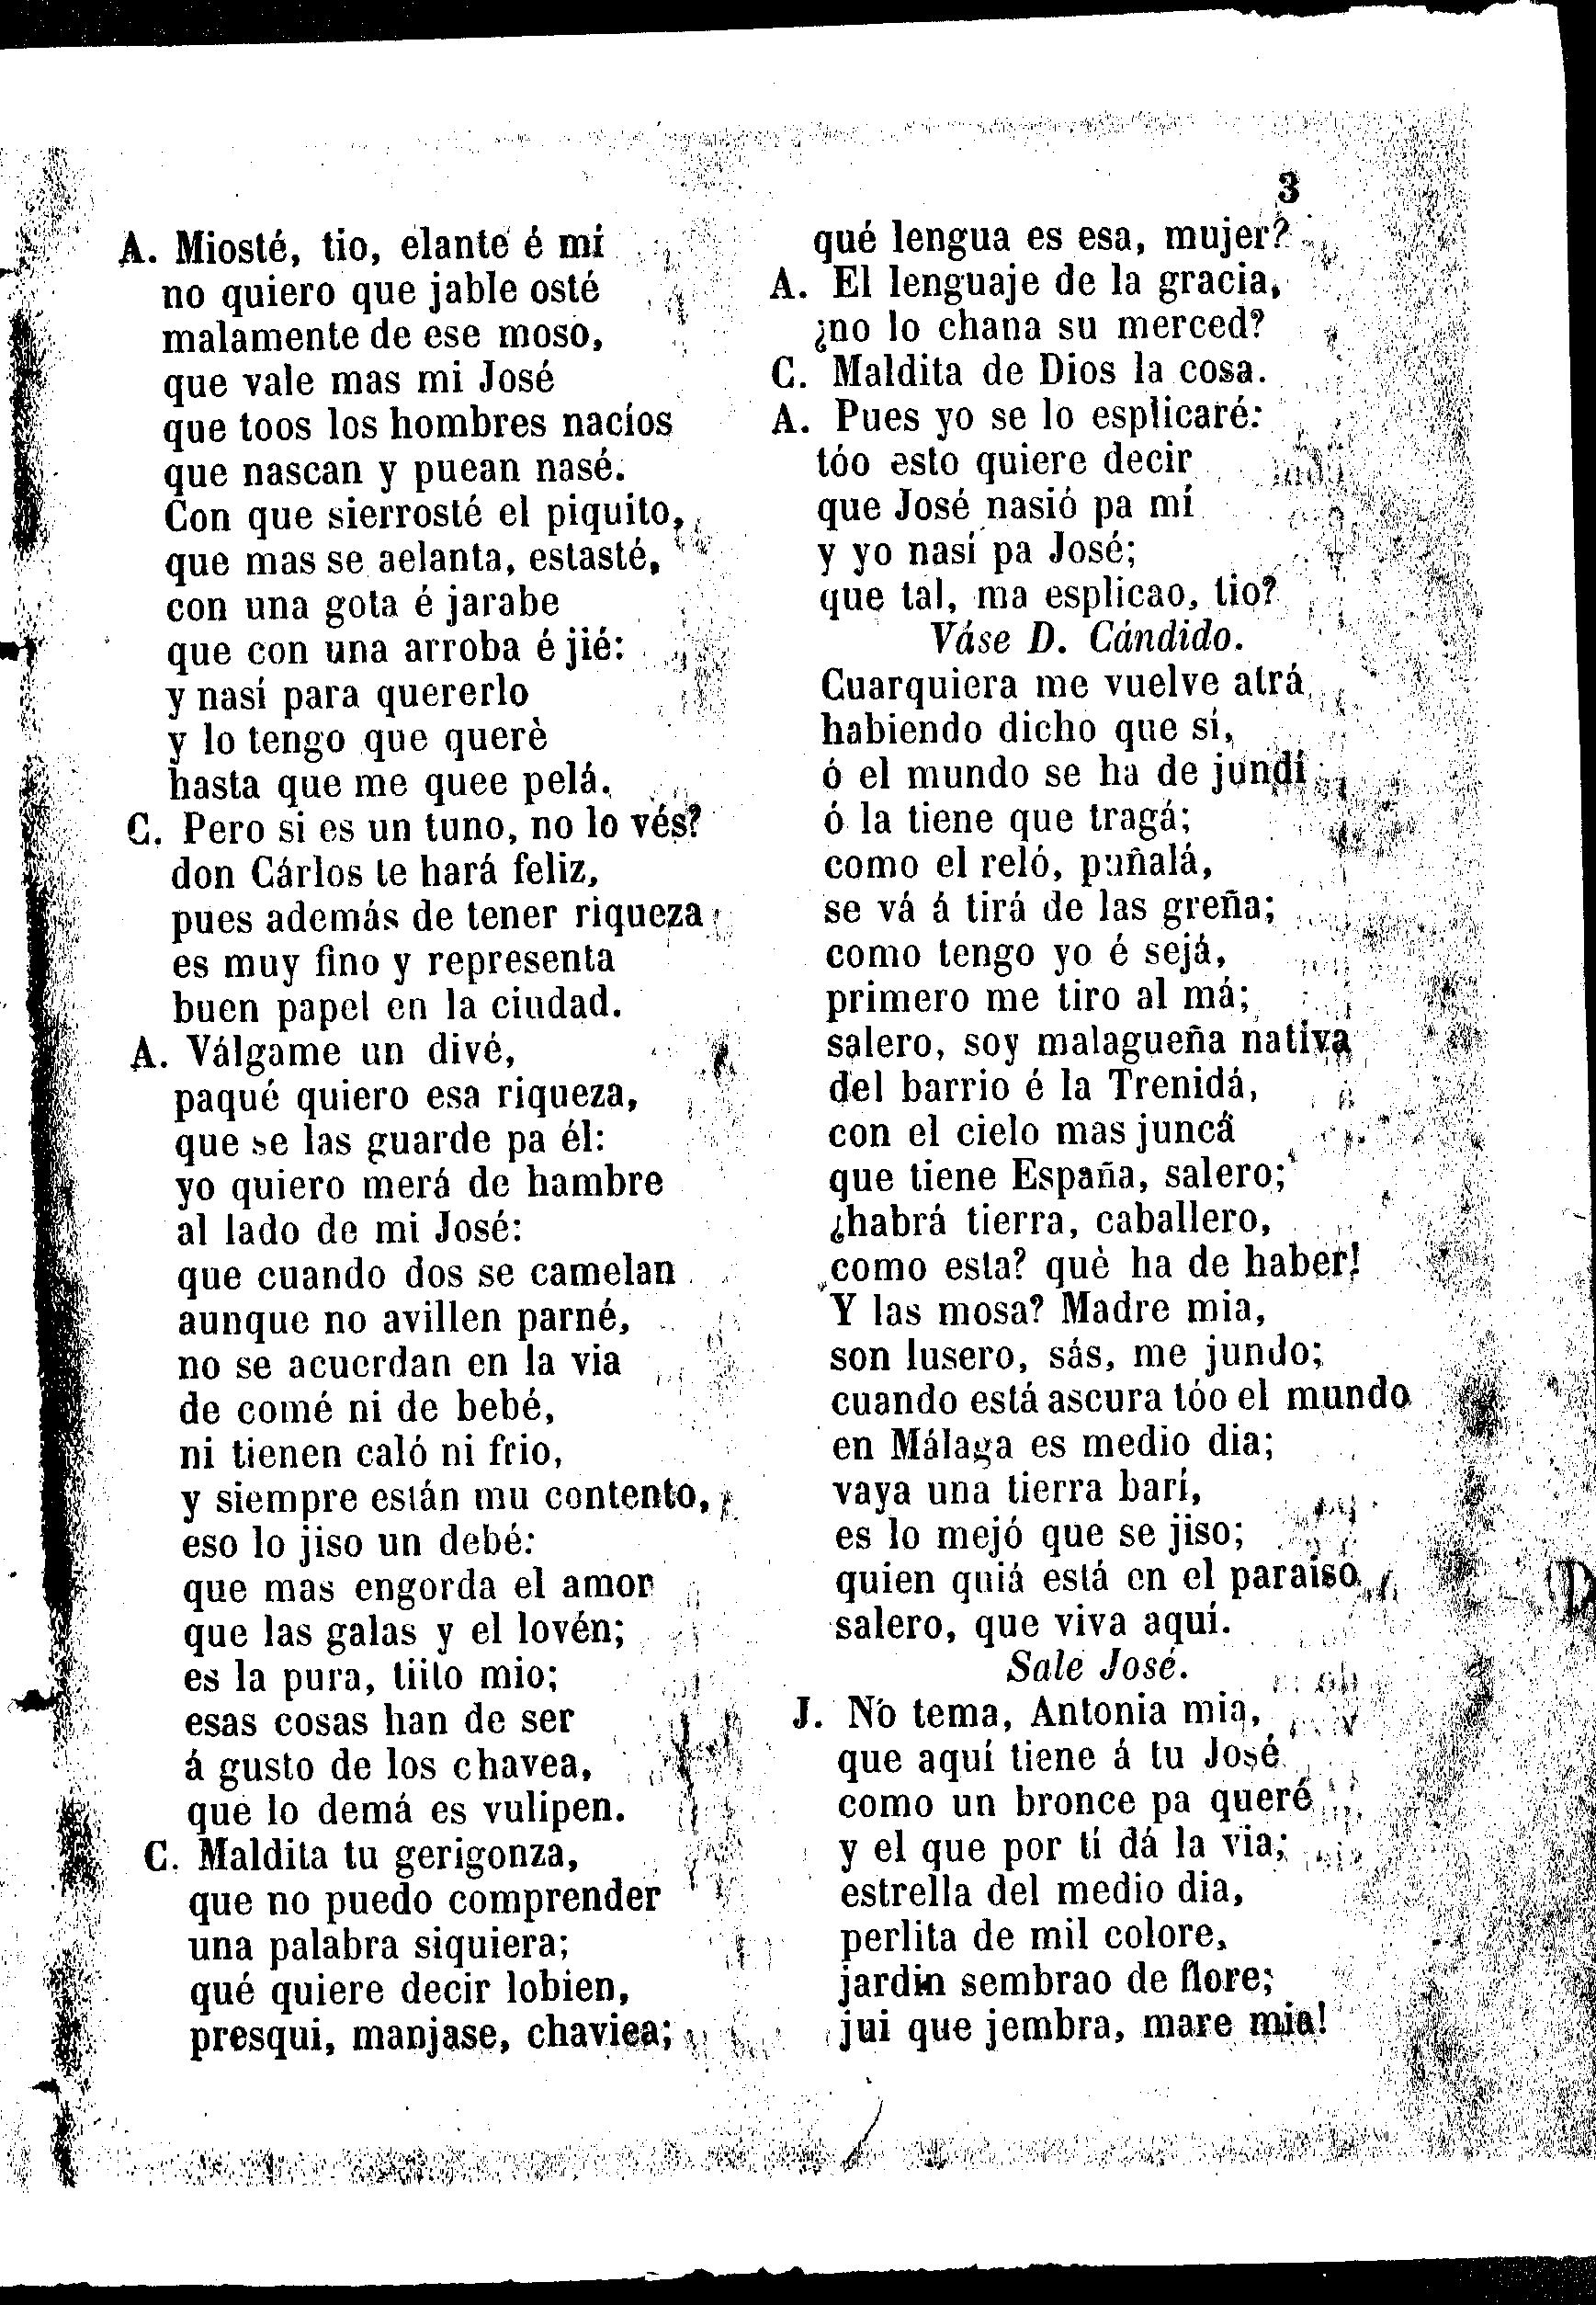 3
A. Miosté, tio, elante é mí
no quiero que jable osté
malamente de ese moso,
que vale mas mi José
que toos los hombres nacíos
que nascan y puean nasé.
Con que sierrosté el piquito,
que mas se aelanta, estasté,
con una gota é jarabe
que con una arroba é jié:
y nasí para quererlo
y lo tengo que querè
hasta que me quee pelá.
C. Pero si es un tuno, no lo vés?
don Cárlos te hará feliz,
pues además de tener riqueza
es muy fino y representa
buen papel en la ciudad.
A. Válgame un divé,
paqué quiero esa riqueza,
que se las guarde pa él:
yo quiero merá de hambre
al lado de mi José:
que cuando dos se camelan
aunque no avillen parné,
no se acuerdan en la via
de comé ni de bebé,
ni tienen caló ni frio,
y siempre están mu contento,
eso lo jiso un debé:
que mas engorda el amor
que las galas y el lovén;
es la pura, tiito mio;
esas cosas han de ser
á gusto de los chavea,
que lo demá es vulipen.
C. Maldita tu gerigonza,
que no puedo comprender
una palabra siquiera;
qué quiere decir lobien,
presqui, manjase, chaviea;
qué lengua es esa, mujer?
A. El lenguaje de la gracia,
¿no lo chana su merced?
C. Maldita de Dios la cosa.
A. Pues yo se lo esplicaré:
tóo esto quiere decir
que José nasió pa mí
y yo nasí pa José;
que tal, ma esplicao, tio?
Váse D. Cándido.
Cuarquiera me vuelve atrá
habiendo dicho que sí,
ó el mundo se ha de jundí
ó la tiene que tragá;
como el reló, puñalá,
se vá á tirá de las greña;
como tengo yo é sejá,
primero me tiro al má;
salero, soy malagueña nativa
del barrio é la Trenidá,
con el cielo mas juncá
que tiene España, salero;
¿habrá tierra, caballero,
como esta? què ha de haber!
Y las mosa? Madre mia,
son lusero, sás, me jundo;
cuando está ascura tóo el mundo
en Málaga es medio dia;
vaya una tierra barí,
es lo mejó que se jiso;
quien quiá está en el paraiso
salero, que viva aquí.
Sale José.
J. No tema, Antonia mia,
que aquí tiene á tu José
como un bronce pa queré
y el que por tí dá la via;
estrella del medio dia,
perlita de mil colore,
jardin sembrao de flore;
jui que jembra, mare mia!